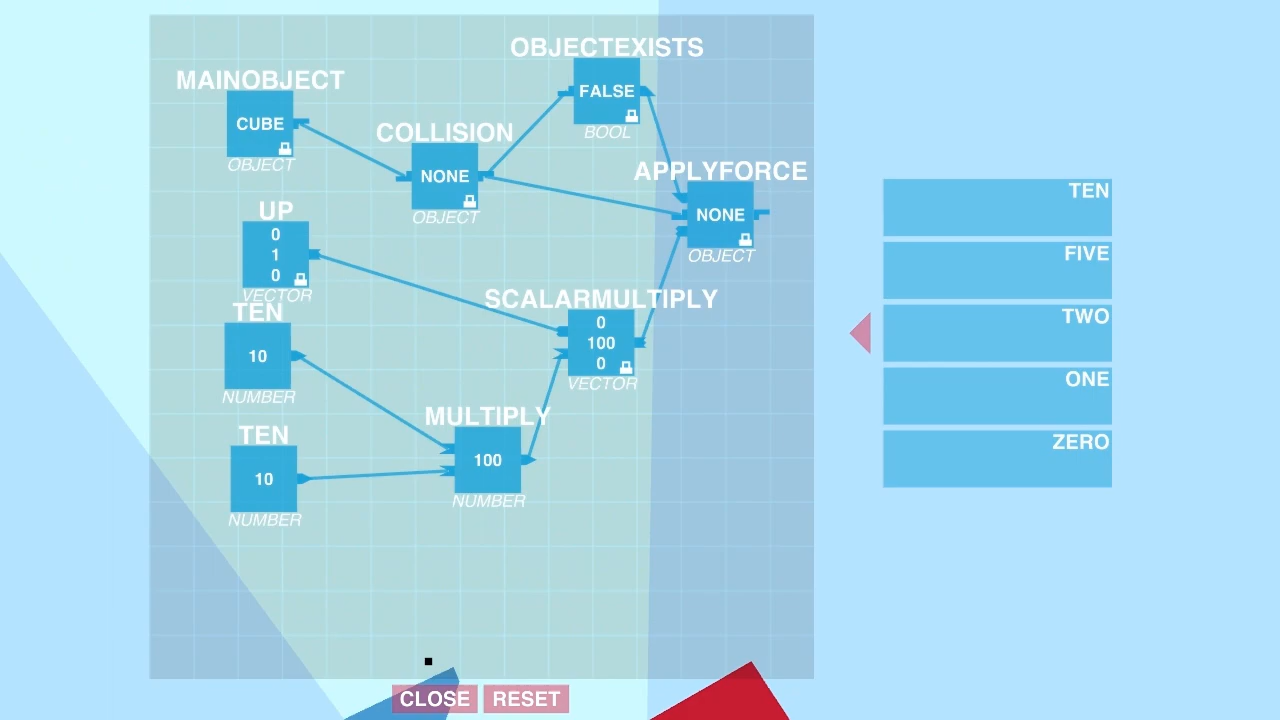 OBJECTEXISTS
FALSE
BOOL
MAINOBJECT
CUBE
OBJECT
COLLISION
NONE
OBJECT
APPLYFORCE
NONE
OBJECT
UP
0
1
0
VECTOR
TEN
10
NUMBER
SCALARMULTIPLY
0
100
0
VECTOR
MULTIPLY
100
NUMBER
TEN
10
NUMBER
TEN
FIVE
TWO
ONE
ZERO
CLOSE
RESET